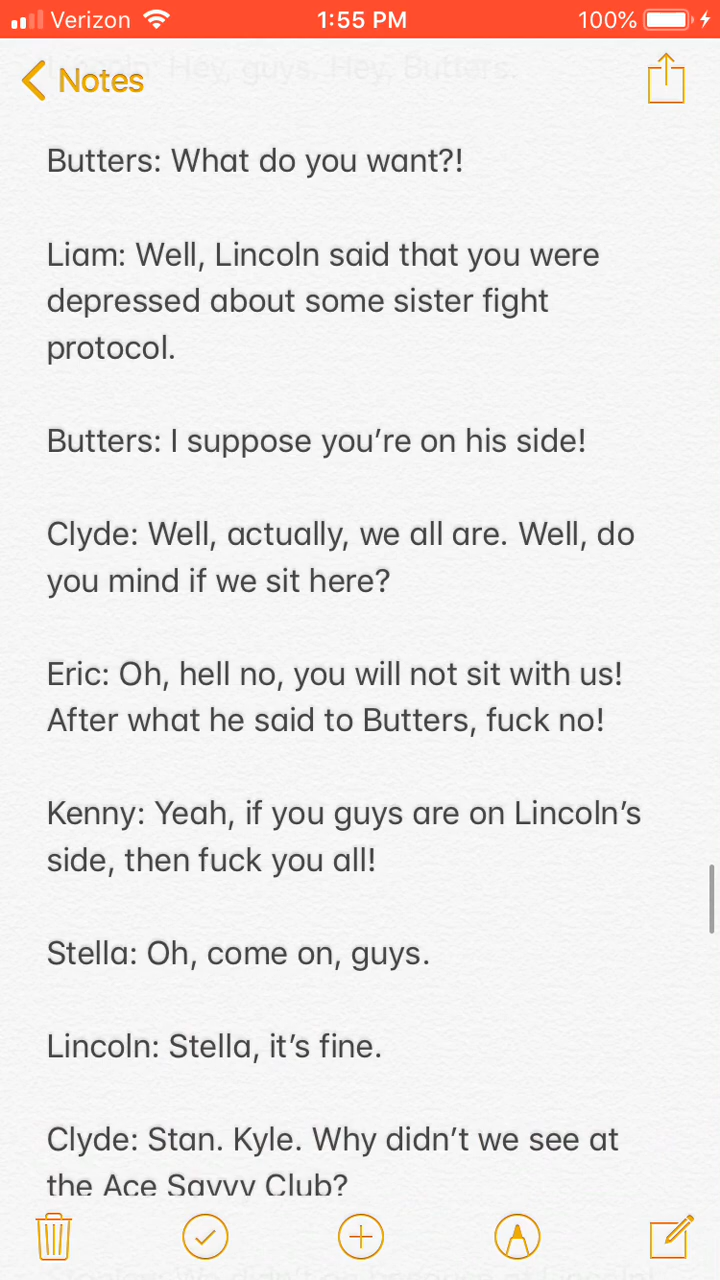 Verizon 1:55 PM 100%
Lincoln: Hey, guys. Hey, Butters.
Notes
Butters: What do you want?!
Liam: Well, Lincoln said that you were
depressed about some sister fight
protocol.
Butters: I suppose you’re on his side!
Clyde: Well, actually, we all are. Well, do
you mind if we sit here?
Eric: Oh, hell no, you will not sit with us!
After what he said to Butters, fuck no!
Kenny: Yeah, if you guys are on Lincoln’s
side, then fuck you all!
Stella: Oh, come on, guys.
Lincoln: Stella, it’s fine.
Clyde: Stan. Kyle. Why didn’t we see at
the Ace Savvy Club?